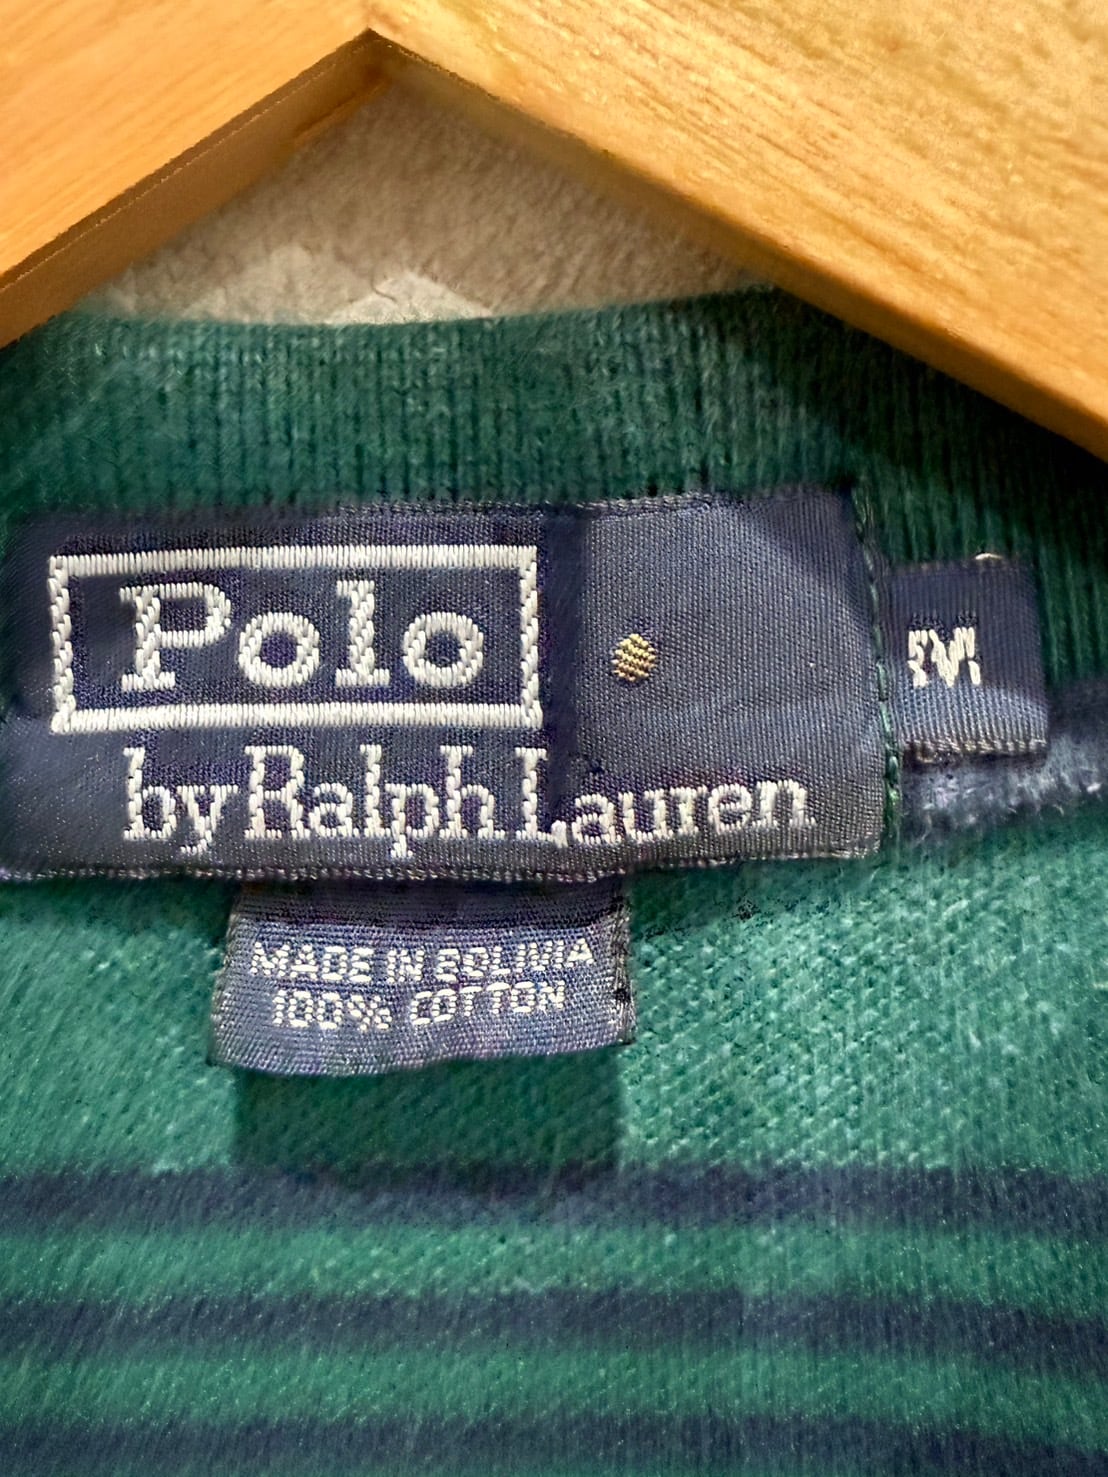 Polo
by Ralph Lauren
M
MADE IN BOLIVIA
100% COTTON